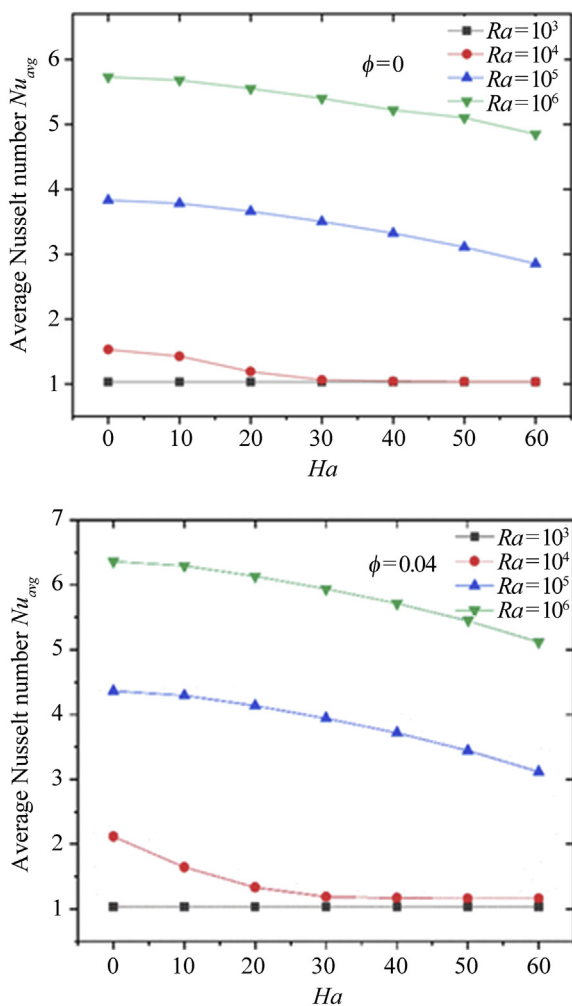 Ra=10³
Ra=10⁴
Ra=10⁵
Ra=10⁶
ϕ=0
6
5
4
3
2
1
Average Nusselt number Nu_avg
0 10 20 30 40 50 60
Ha
7
6
5
4
3
2
1
Ra=10³
Ra=10⁴
Ra=10⁵
Ra=10⁶
ϕ=0.04
Average Nusselt number Nu_avg
0 10 20 30 40 50 60
Ha